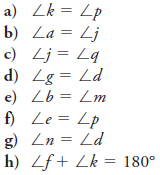 a) ∠k = ∠p
b) ∠a = ∠j
c) ∠j = ∠q
d) ∠g = ∠d
e) ∠b = ∠m
f) ∠e = ∠p
g) ∠n = ∠d
h) ∠f + ∠k = 180°